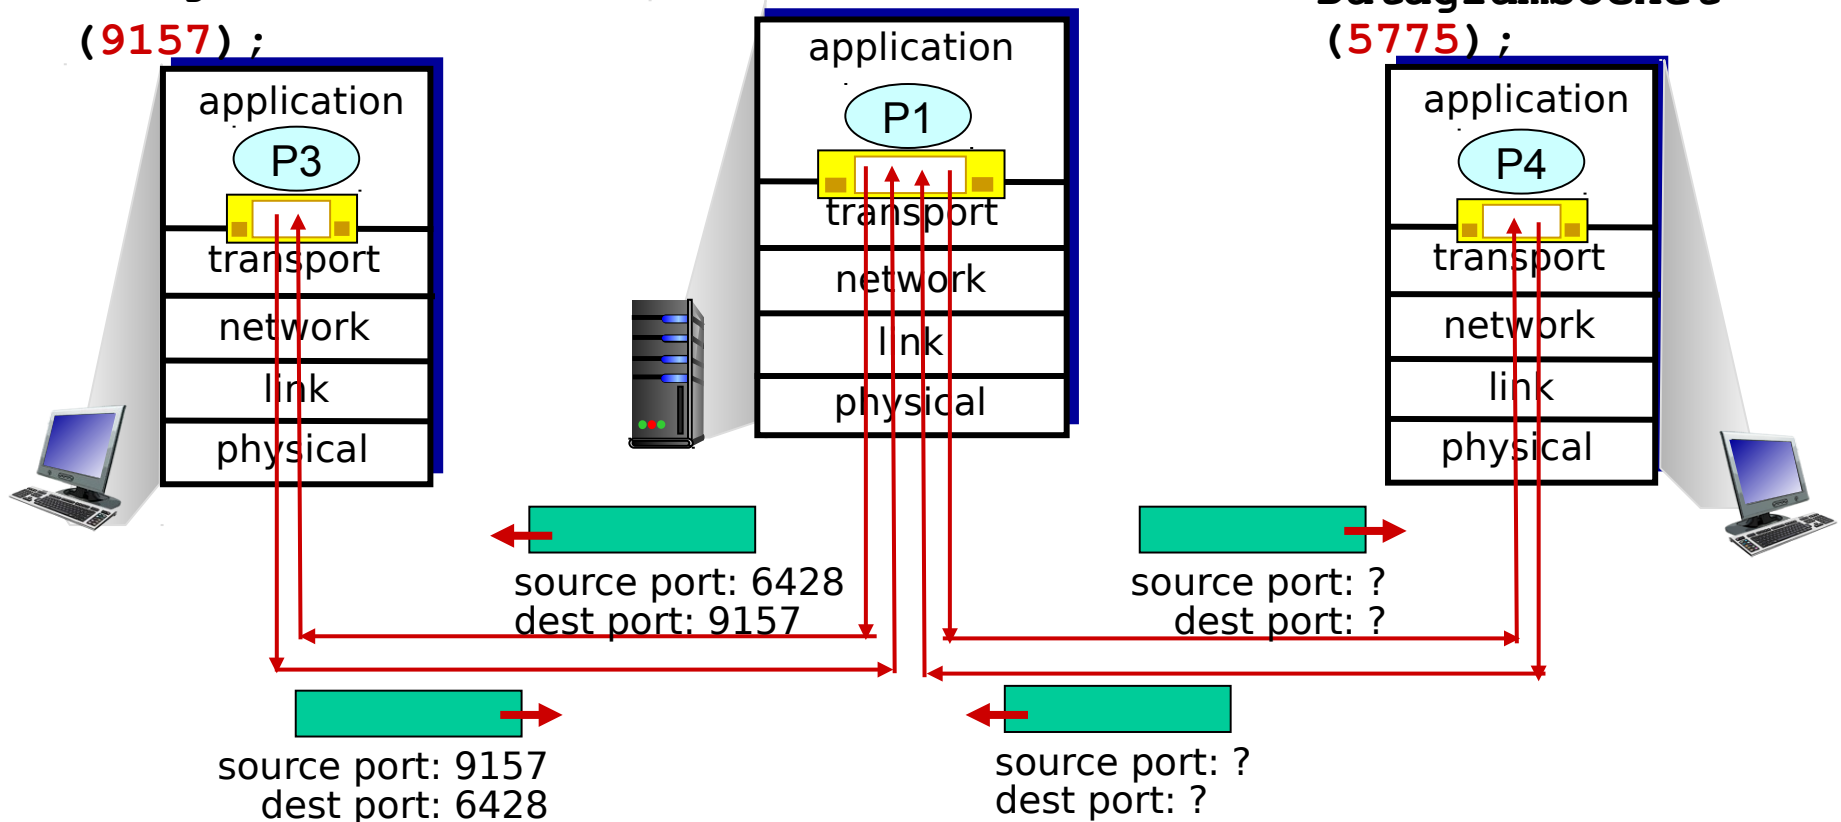 (9157);
(5775);
application
P3
transport
network
link
physical
application
P1
transport
network
link
physical
application
P4
transport
network
link
physical
source port: 6428
dest port: 9157
source port: ?
dest port: ?
source port: 9157
dest port: 6428
source port: ?
dest port: ?